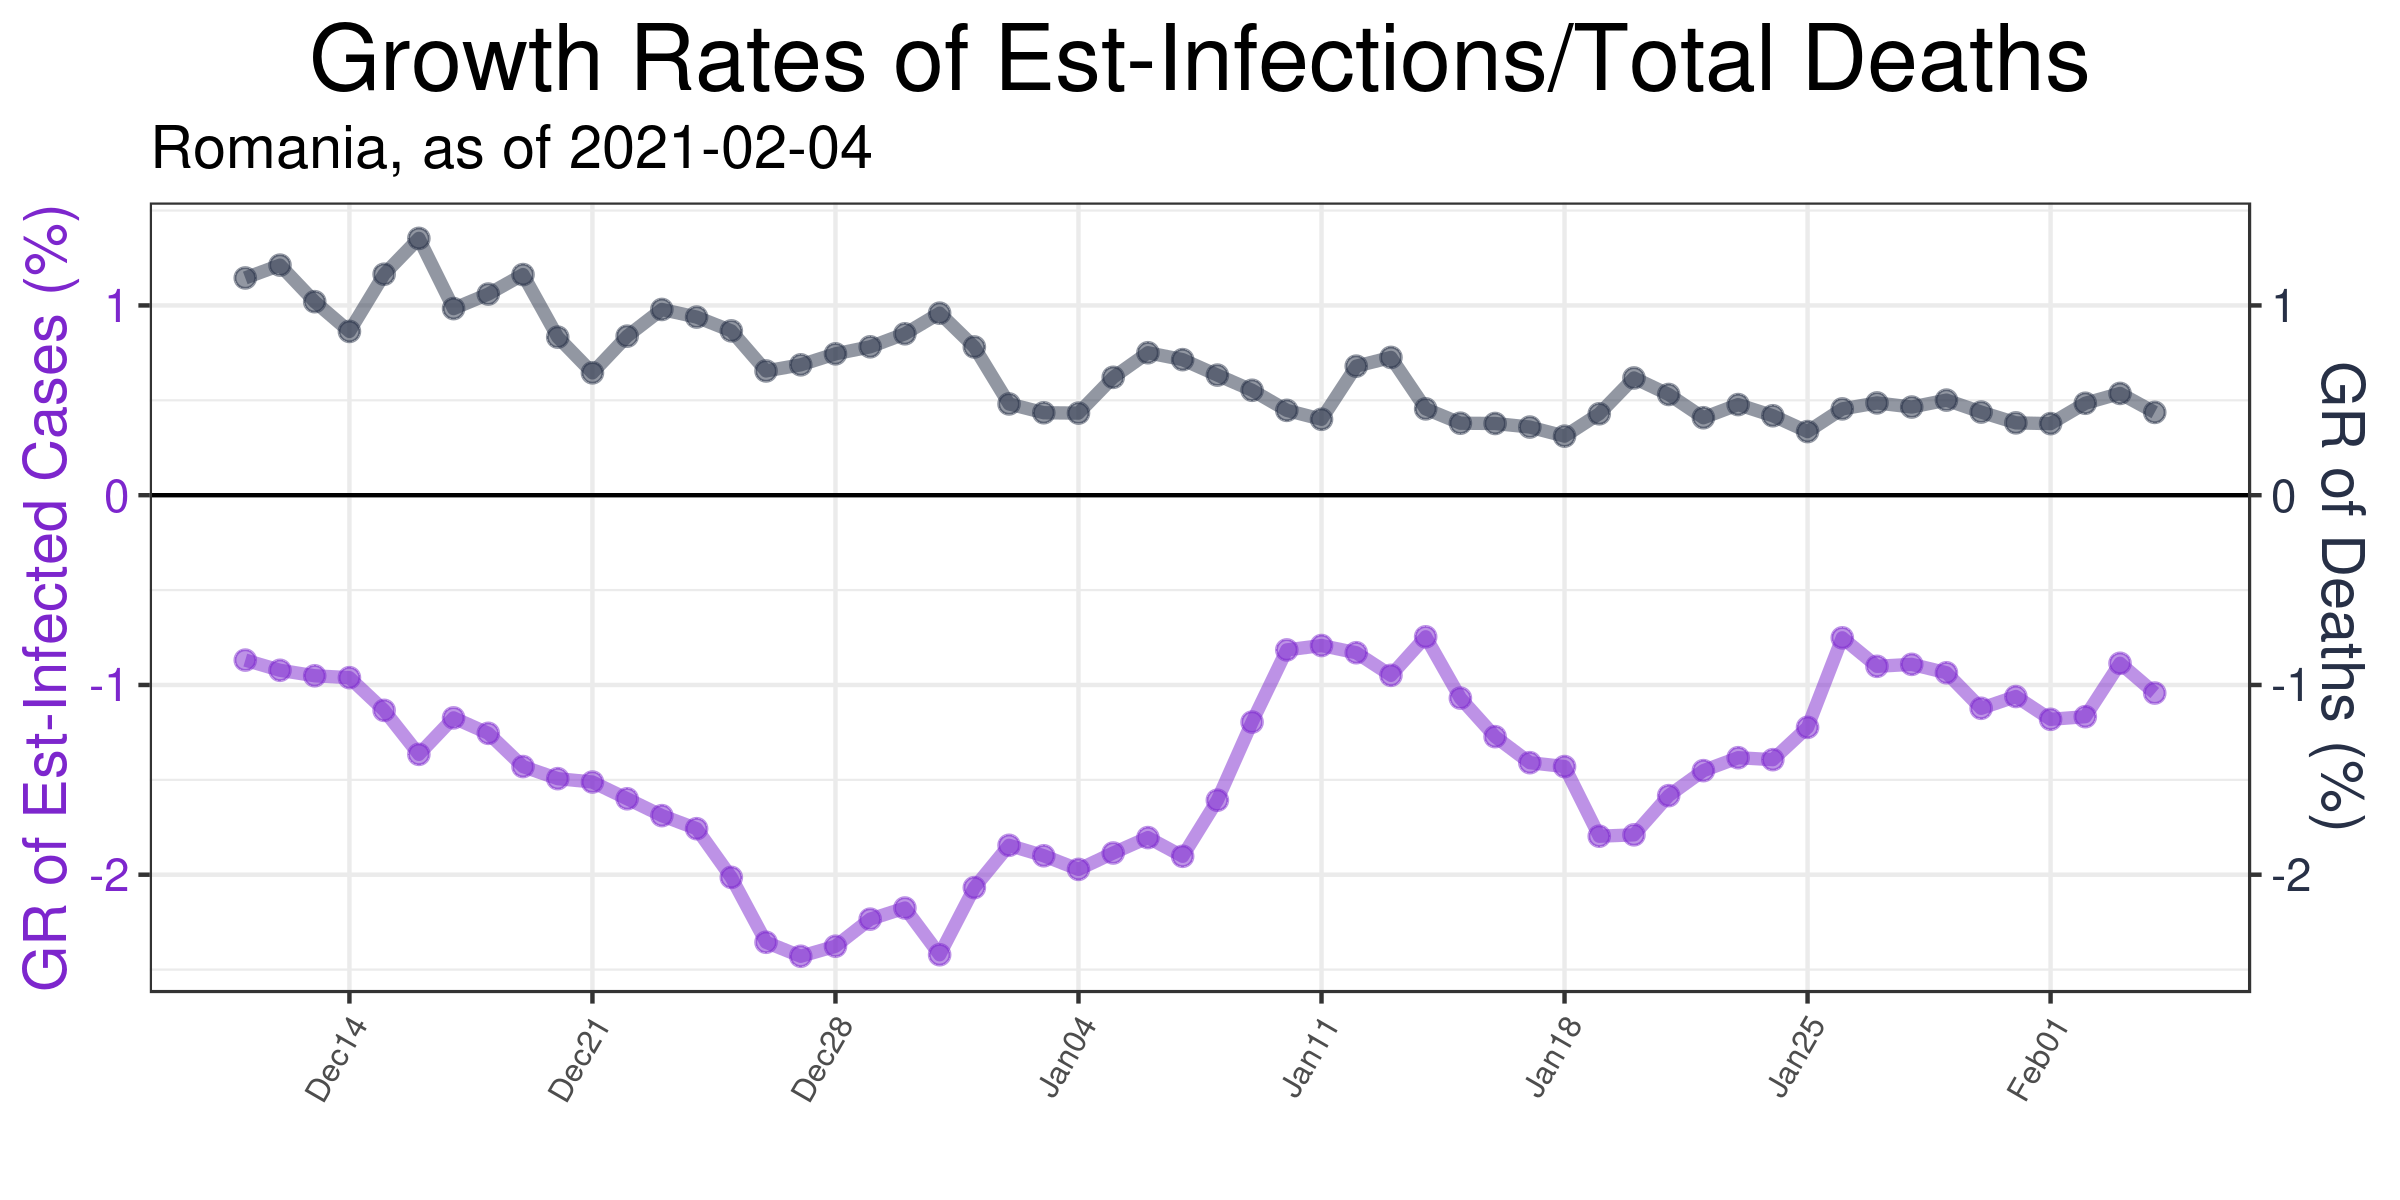 Growth Rates of Est-Infections/Total Deaths
Romania, as of 2021-02-04
GR of Est-Infected Cases (%)
1
0
-1
-2
1
0
-1
-2
GR of Deaths (%)
Dec14
Dec21
Dec28
Jan04
Jan11
Jan18
Jan25
Feb01